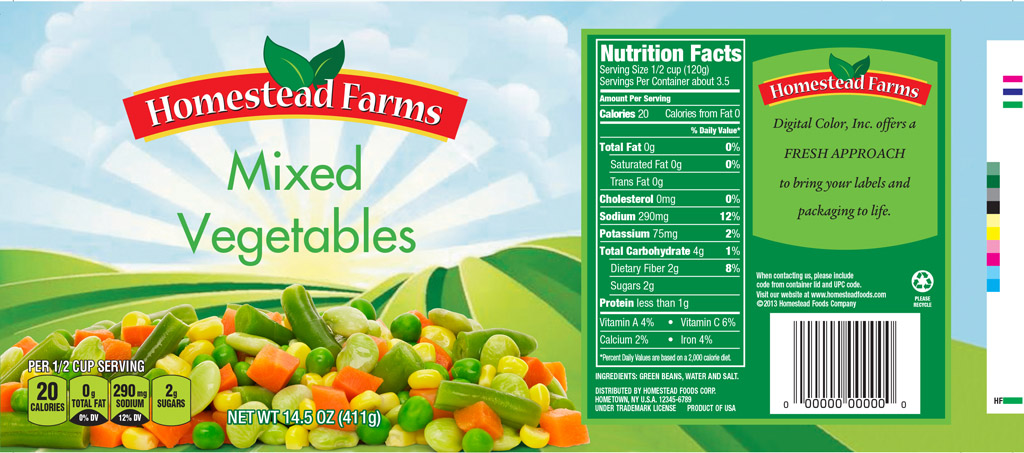 Homestead Farms
Mixed
Vegetables
PER 1/2 CUP SERVING
20
CALORIES
0g
TOTAL FAT
0% DV
290mg
SODIUM
12% DV
2g
SUGARS
NET WT 14.5 OZ (411g)
Nutrition Facts
Serving Size 1/2 cup (120g)
Servings Per Container about 3.5
Amount Per Serving
Calories 20 Calories from Fat 0
% Daily Value*
Total Fat 0g 0%
Saturated Fat 0g 0%
Trans Fat 0g
Cholesterol 0mg 0%
Sodium 290mg 12%
Potassium 75mg 2%
Total Carbohydrate 4g 1%
Dietary Fiber 2g 8%
Sugars 2g
Protein less than 1g
Vitamin A 4% • Vitamin C 6%
Calcium 2% • Iron 4%
*Percent Daily Values are based on a 2,000 calorie diet.
INGREDIENTS: GREEN BEANS, WATER AND SALT.
DISTRIBUTED BY HOMESTEAD FOODS CORP.
HOMETOWN, NY U.S.A. 12345-6789
UNDER TRADEMARK LICENSE PRODUCT OF USA
Homestead Farms
Digital Color, Inc. offers a
FRESH APPROACH
to bring your labels and
packaging to life.
When contacting us, please include
code from container lid and UPC code.
Visit our website at www.homesteadfoods.com
©2013 Homestead Foods Company
PLEASE
RECYCLE
0 00000 00000 0
HF